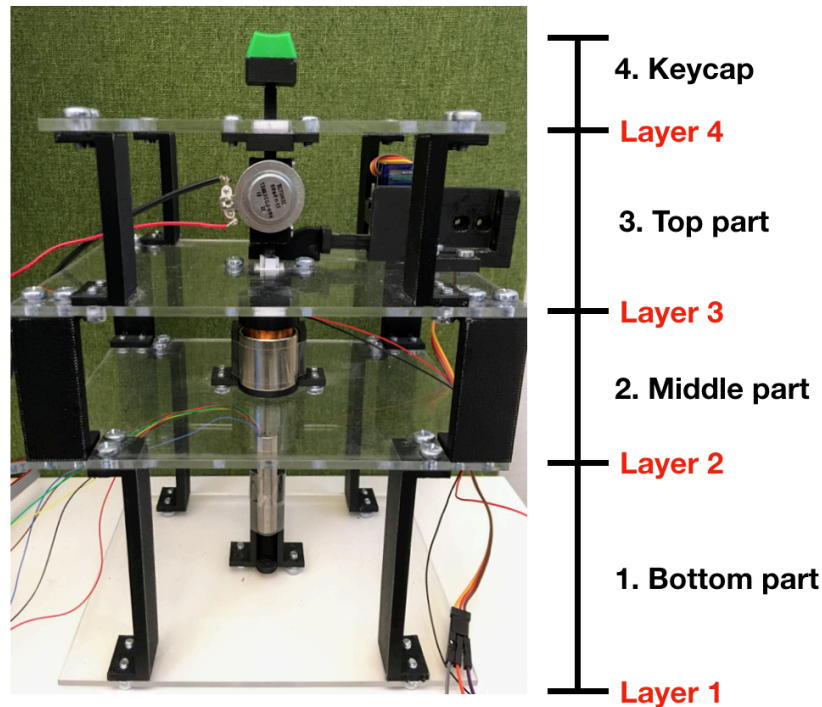 4. Keycap
Layer 4
3. Top part
Layer 3
2. Middle part
Layer 2
1. Bottom part
Layer 1